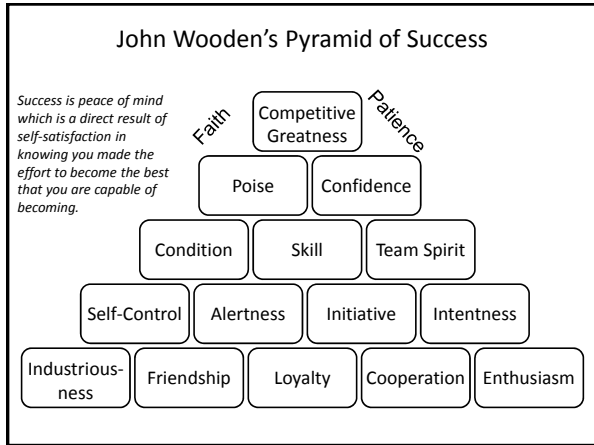 John Wooden's Pyramid of Success
Success is peace of mind
which is a direct result of
self-satisfaction in
knowing you made the
effort to become the best
that you are capable of
becoming.
Faith
Competitive
Greatness
Patience
Poise
Confidence
Condition
Skill
Team Spirit
Self-Control
Alertness
Initiative
Intentness
Industrious-
ness
Friendship
Loyalty
Cooperation
Enthusiasm